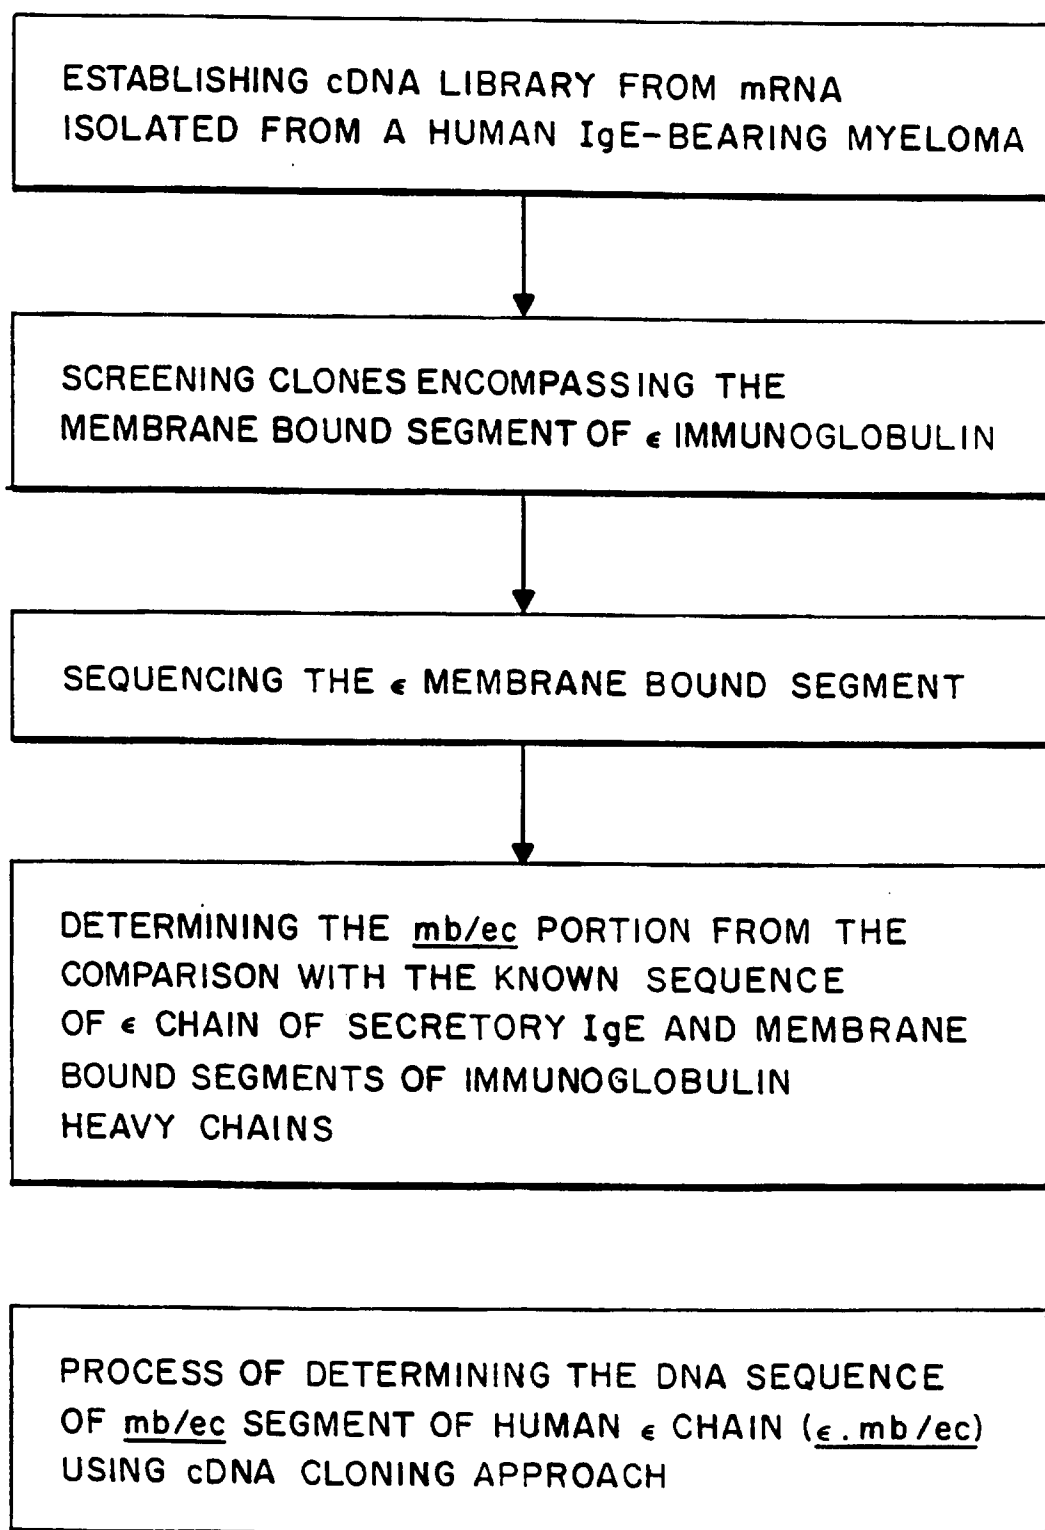 ESTABLISHING cDNA LIBRARY FROM mRNA
ISOLATED FROM A HUMAN IgE-BEARING MYELOMA
SCREENING CLONES ENCOMPASSING THE
MEMBRANE BOUND SEGMENT OF ϵ IMMUNOGLOBULIN
SEQUENCING THE ϵ MEMBRANE BOUND SEGMENT
DETERMINING THE mb/ec PORTION FROM THE
COMPARISON WITH THE KNOWN SEQUENCE
OF ϵ CHAIN OF SECRETORY IgE AND MEMBRANE
BOUND SEGMENTS OF IMMUNOGLOBULIN
HEAVY CHAINS
PROCESS OF DETERMINING THE DNA SEQUENCE
OF mb/ec SEGMENT OF HUMAN ϵ CHAIN (ϵ.mb/ec)
USING cDNA CLONING APPROACH